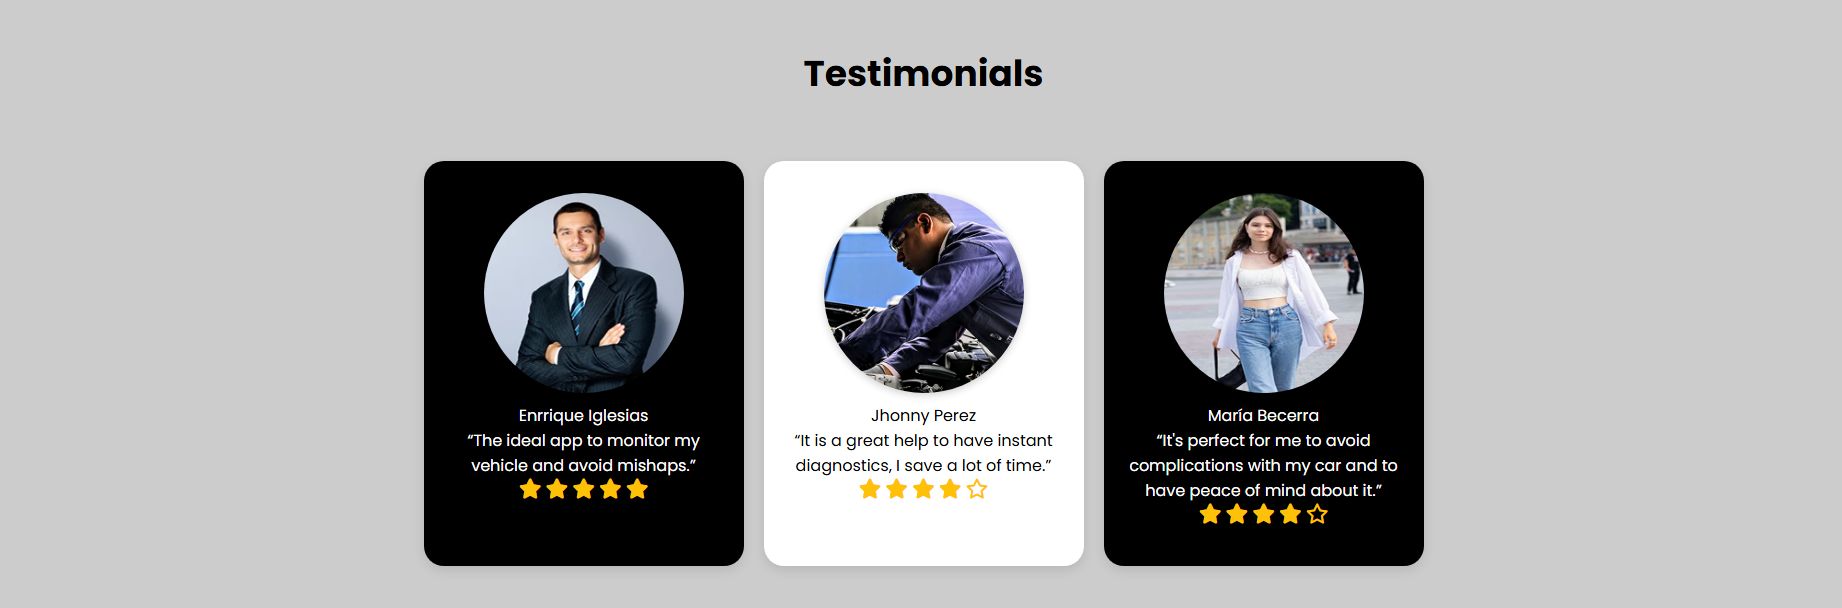 Testimonials
Enrrique Iglesias
“The ideal app to monitor my
vehicle and avoid mishaps.”
Jhonny Perez
“It is a great help to have instant
diagnostics, I save a lot of time.”
María Becerra
“It's perfect for me to avoid
complications with my car and to
have peace of mind about it.”